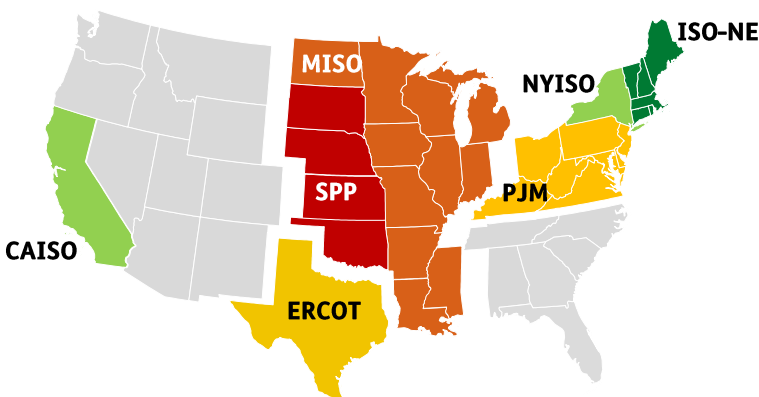 ISO-NE
MISO
NYISO
SPP
PJM
CAISO
ERCOT